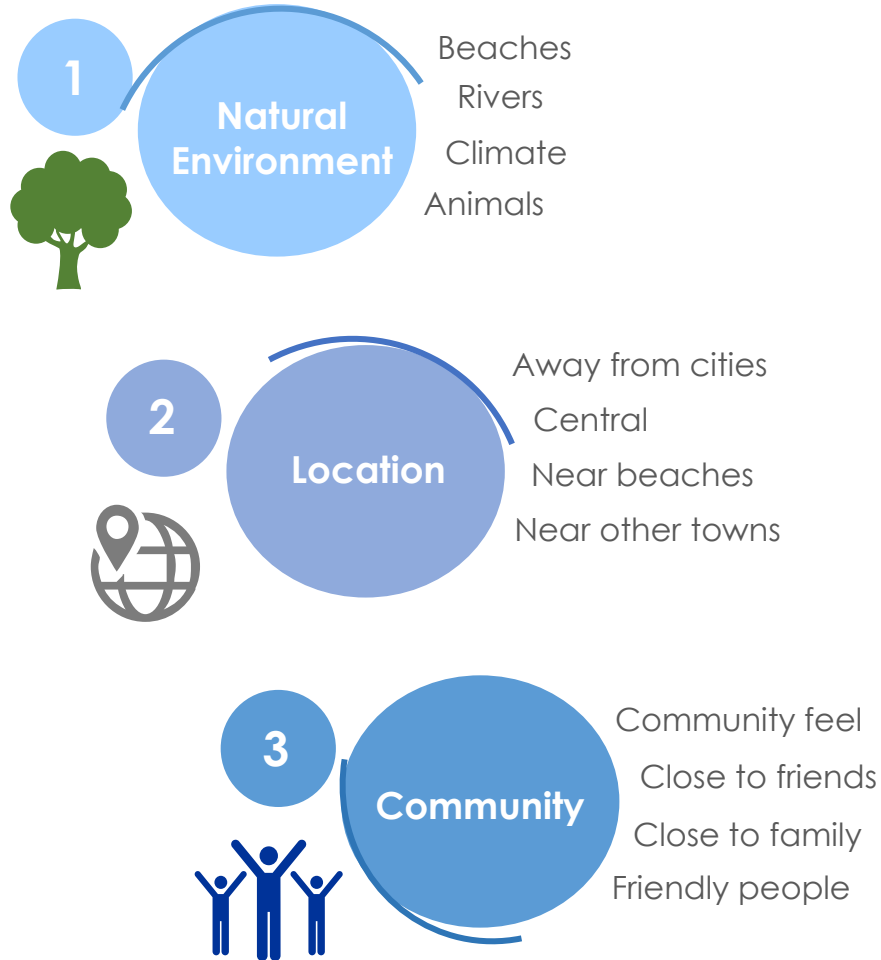 1
Natural
Environment
Beaches
Rivers
Climate
Animals
2
Location
Away from cities
Central
Near beaches
Near other towns
3
Community
Community feel
Close to friends
Close to family
Friendly people